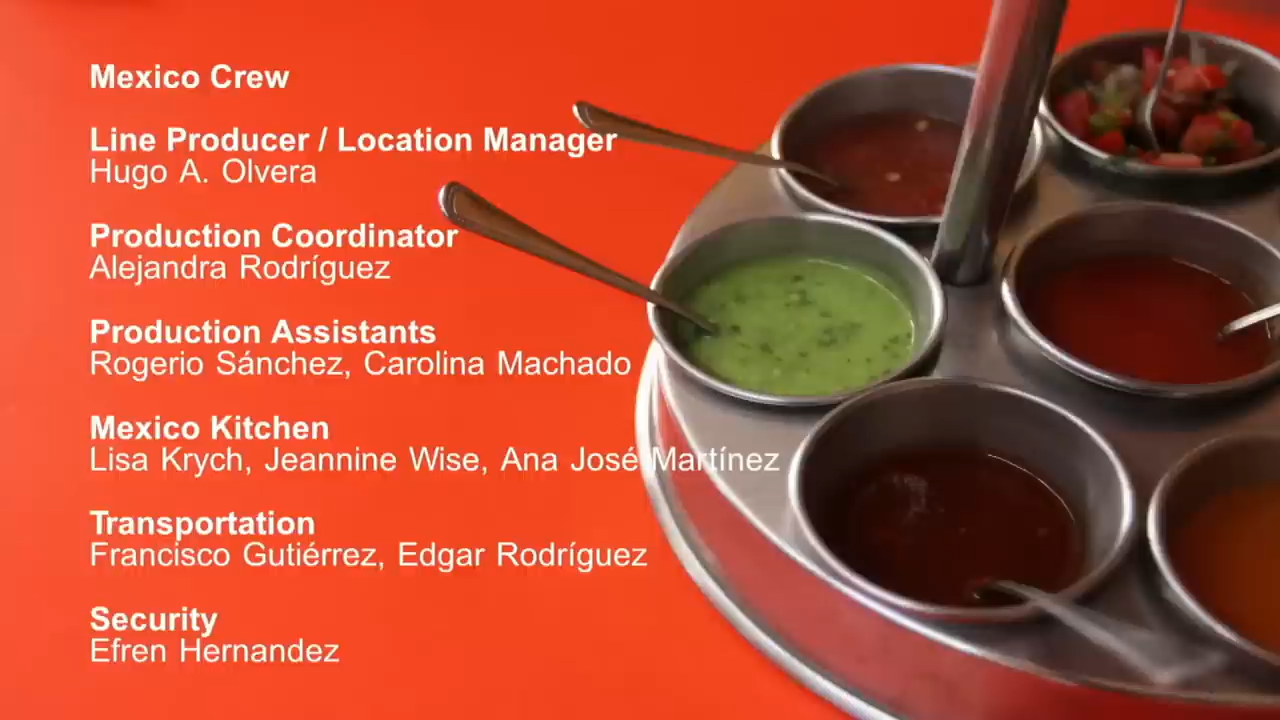 Mexico Crew
Line Producer / Location Manager
Hugo A. Olvera
Production Coordinator
Alejandra Rodríguez
Production Assistants
Rogerio Sánchez, Carolina Machado
Mexico Kitchen
Lisa Krych, Jeannine Wise, Ana José Martínez
Transportation
Francisco Gutiérrez, Edgar Rodríguez
Security
Efren Hernandez